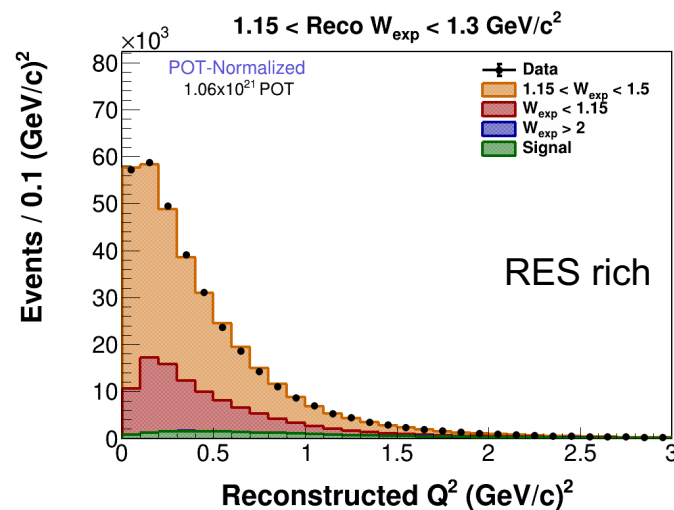 1.15 < Reco W_exp < 1.3 GeV/c²
×10³
POT-Normalized
1.06x10²¹ POT
Data
1.15 < W_exp < 1.5
W_exp < 1.15
W_exp > 2
Signal
RES rich
Events / 0.1 (GeV/c)²
80
70
60
50
40
30
20
10
0
0 0.5 1 1.5 2 2.5 3
Reconstructed Q² (GeV/c)²